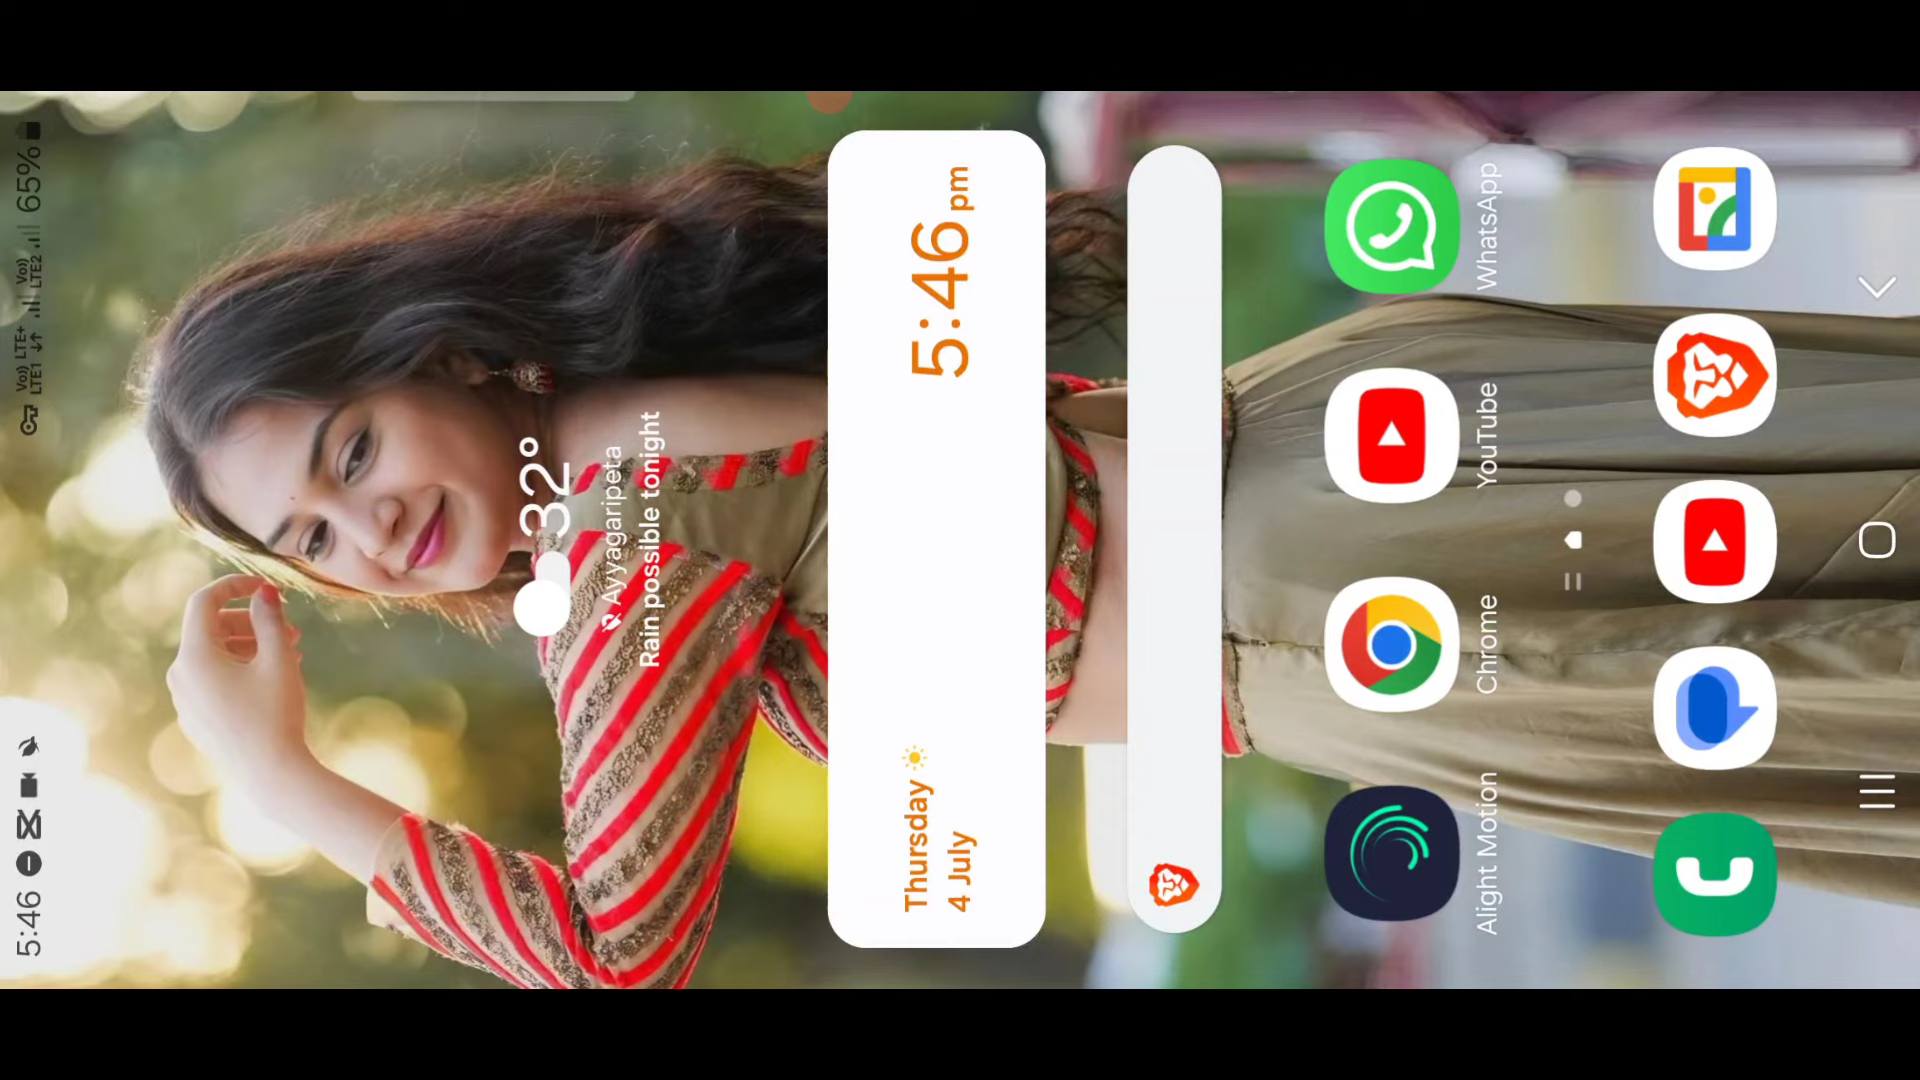 5:46
Vo)) LTE+ Vo))
LTE1 LTE2 65%
32°
Ayyagaripeta
Rain possible tonight
Thursday
4 July
5:46 pm
Alight Motion
Chrome
YouTube
WhatsApp